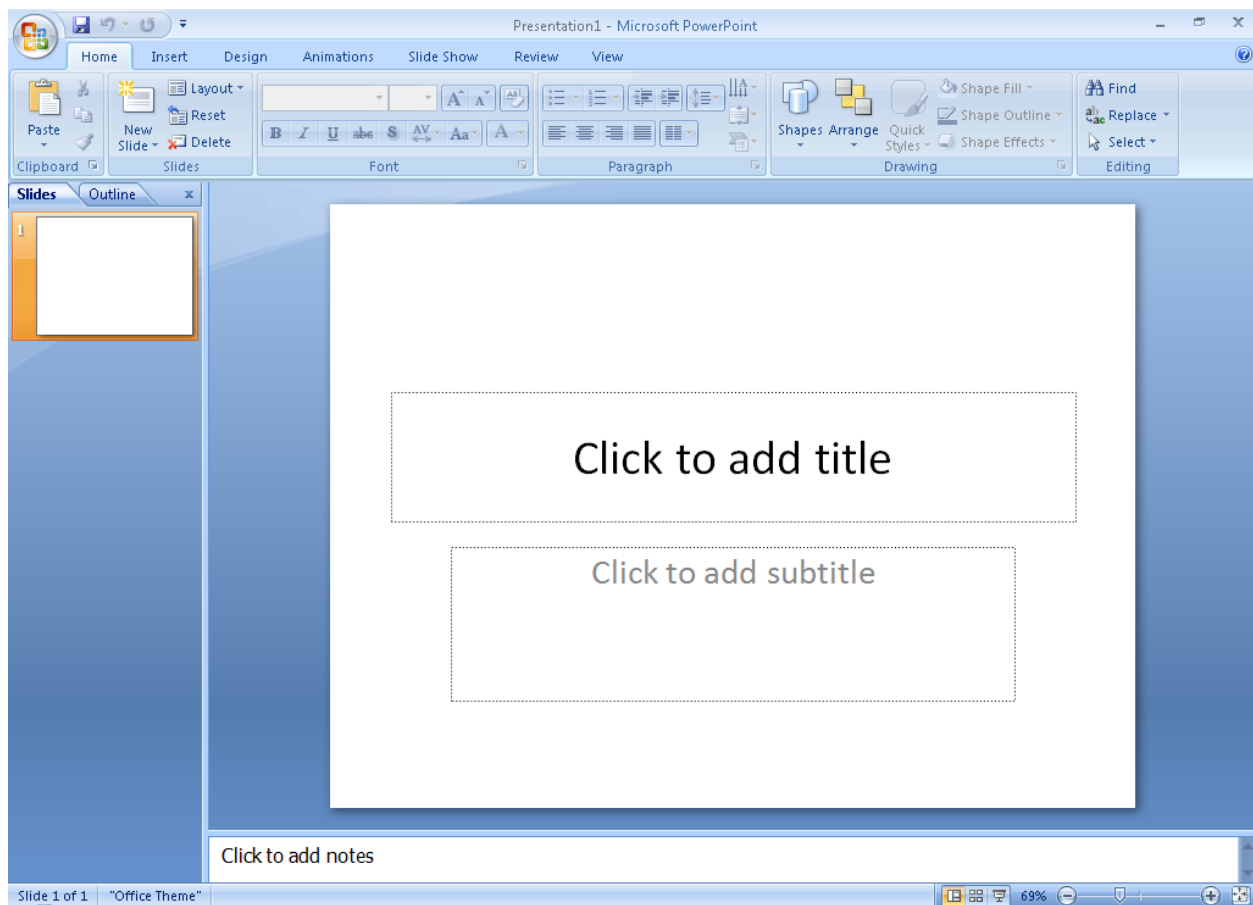 Presentation1 - Microsoft PowerPoint
Home Insert Design Animations Slide Show Review View
Paste
Clipboard
New
Slide
Layout
Reset
Delete
Slides
B I U abe S AV Aa A
Font
Paragraph
Shapes
Arrange
Quick
Styles
Shape Fill
Shape Outline
Shape Effects
Drawing
Find
Replace
Select
Editing
Slides Outline x
1
Click to add title
Click to add subtitle
Click to add notes
Slide 1 of 1 "Office Theme" 69%